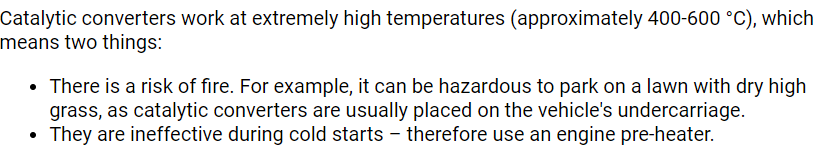 Catalytic converters work at extremely high temperatures (approximately 400-600 °C), which
means two things:
• There is a risk of fire. For example, it can be hazardous to park on a lawn with dry high
grass, as catalytic converters are usually placed on the vehicle's undercarriage.
• They are ineffective during cold starts – therefore use an engine pre-heater.